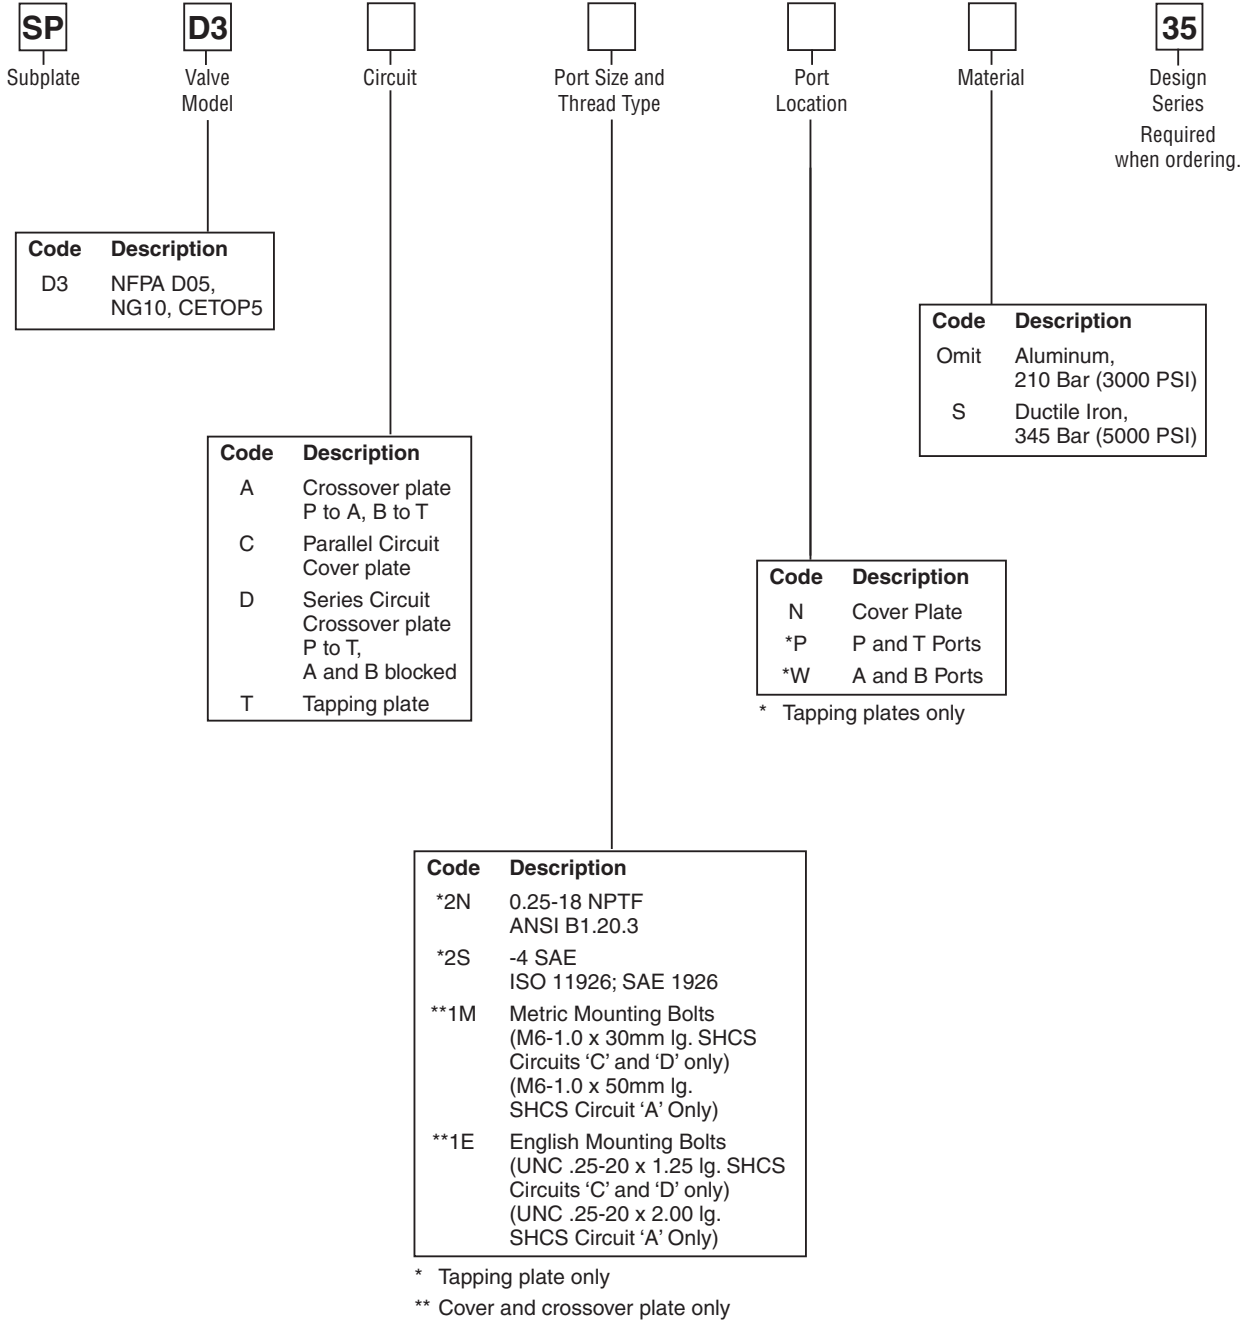 SP D3 35
Subplate Valve Model Circuit Port Size and Thread Type Port Location Material Design Series
Required
when ordering.
Code Description
D3 NFPA D05,
NG10, CETOP5
Code Description
Omit Aluminum,
210 Bar (3000 PSI)
S Ductile Iron,
345 Bar (5000 PSI)
Code Description
A Crossover plate
P to A, B to T
C Parallel Circuit
Cover plate
D Series Circuit
Crossover plate
P to T,
A and B blocked
T Tapping plate
Code Description
N Cover Plate
*P P and T Ports
*W A and B Ports
* Tapping plates only
Code Description
*2N 0.25-18 NPTF
ANSI B1.20.3
*2S -4 SAE
ISO 11926; SAE 1926
**1M Metric Mounting Bolts
(M6-1.0 x 30mm lg. SHCS
Circuits ‘C’ and ‘D’ only)
(M6-1.0 x 50mm lg.
SHCS Circuit ‘A’ Only)
**1E English Mounting Bolts
(UNC .25-20 x 1.25 lg. SHCS
Circuits ‘C’ and ‘D’ only)
(UNC .25-20 x 2.00 lg.
SHCS Circuit ‘A’ Only)
* Tapping plate only
** Cover and crossover plate only